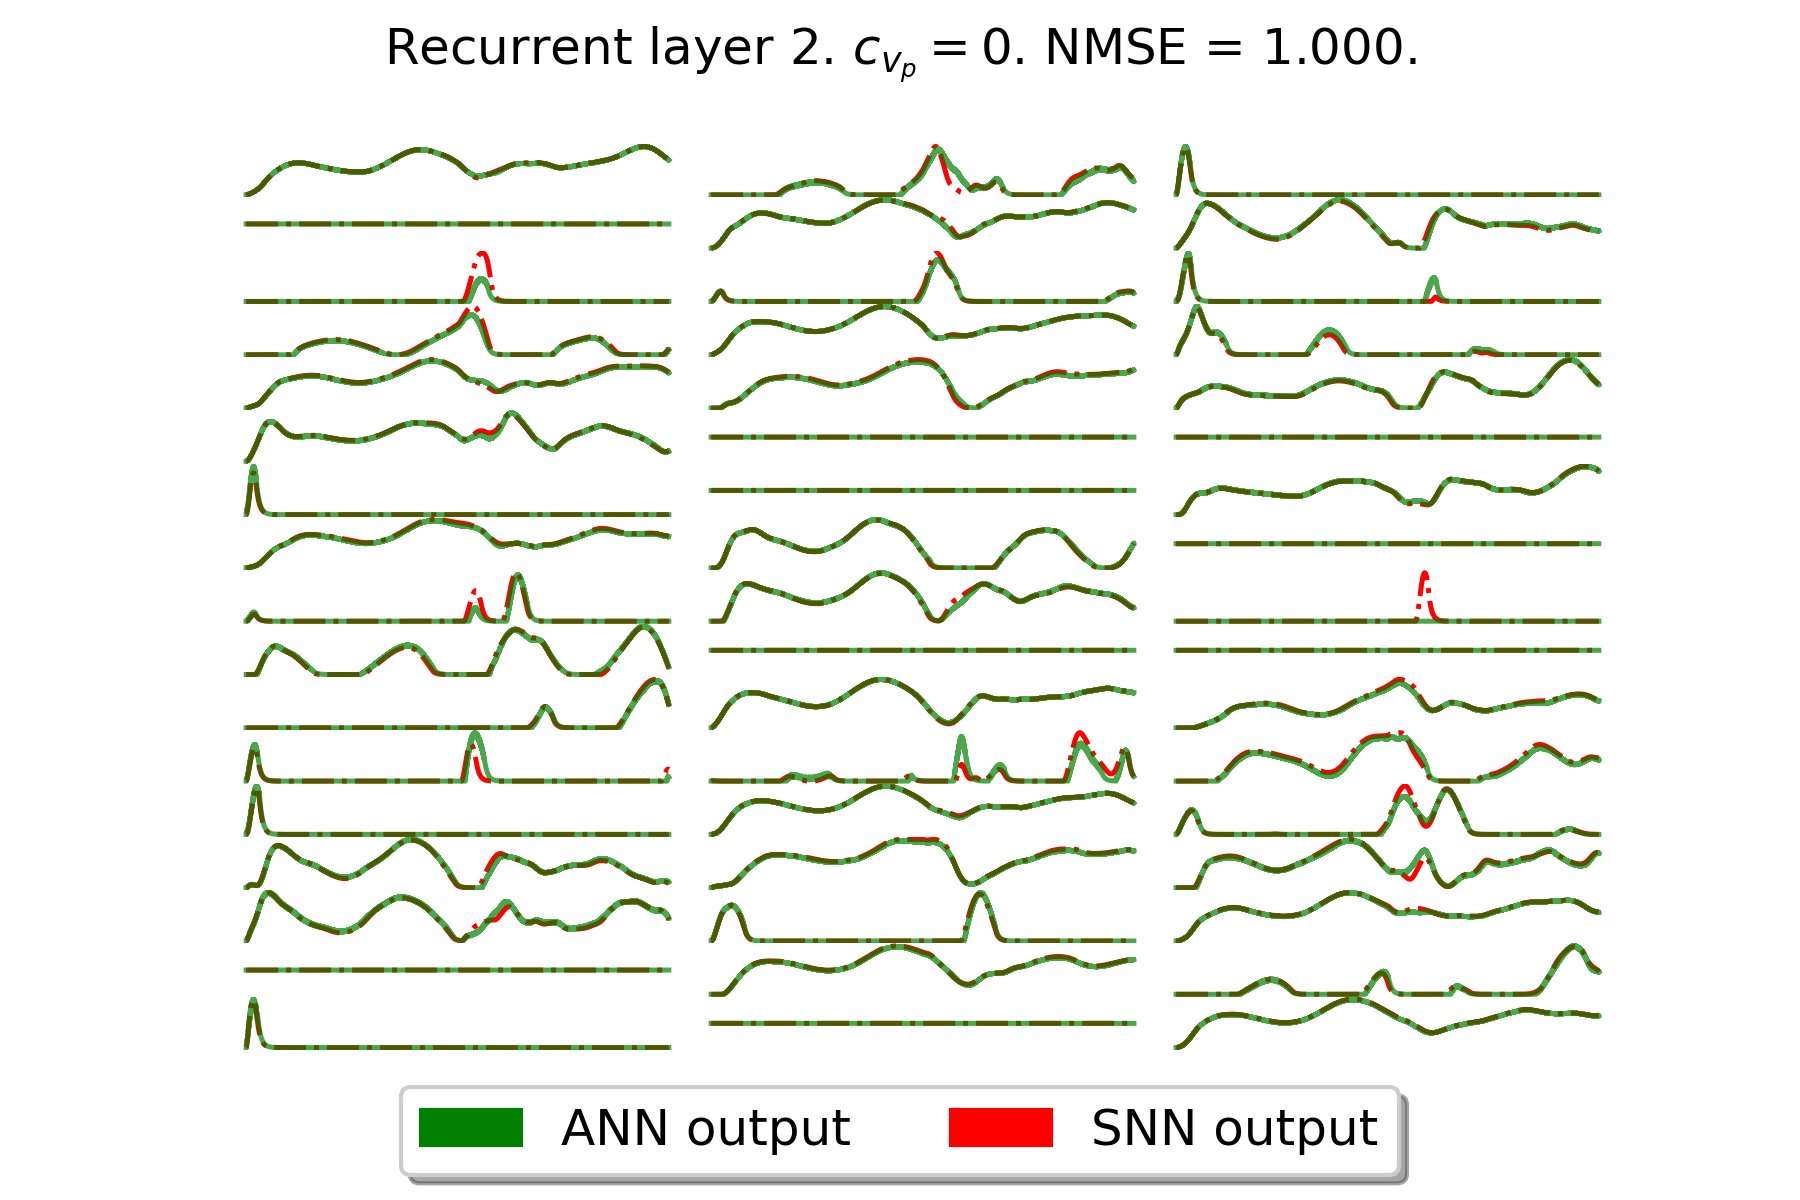 Recurrent layer 2. $c_{v_p} = 0$. NMSE = 1.000.
ANN output
SNN output